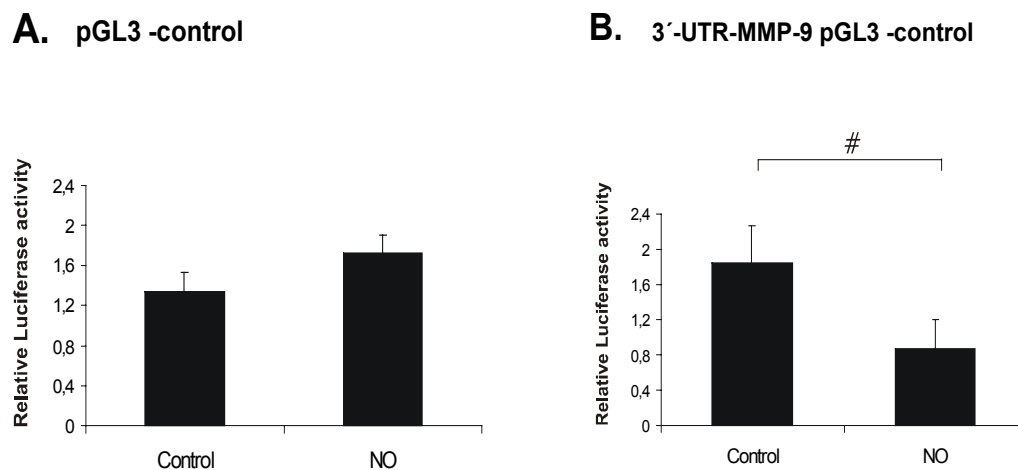 A. pGL3 -control
Relative Luciferase activity
2,4
2
1,6
1,2
0,8
0,4
0
Control NO
B. 3´-UTR-MMP-9 pGL3 -control
#
Relative Luciferase activity
2,4
2
1,6
1,2
0,8
0,4
0
Control NO